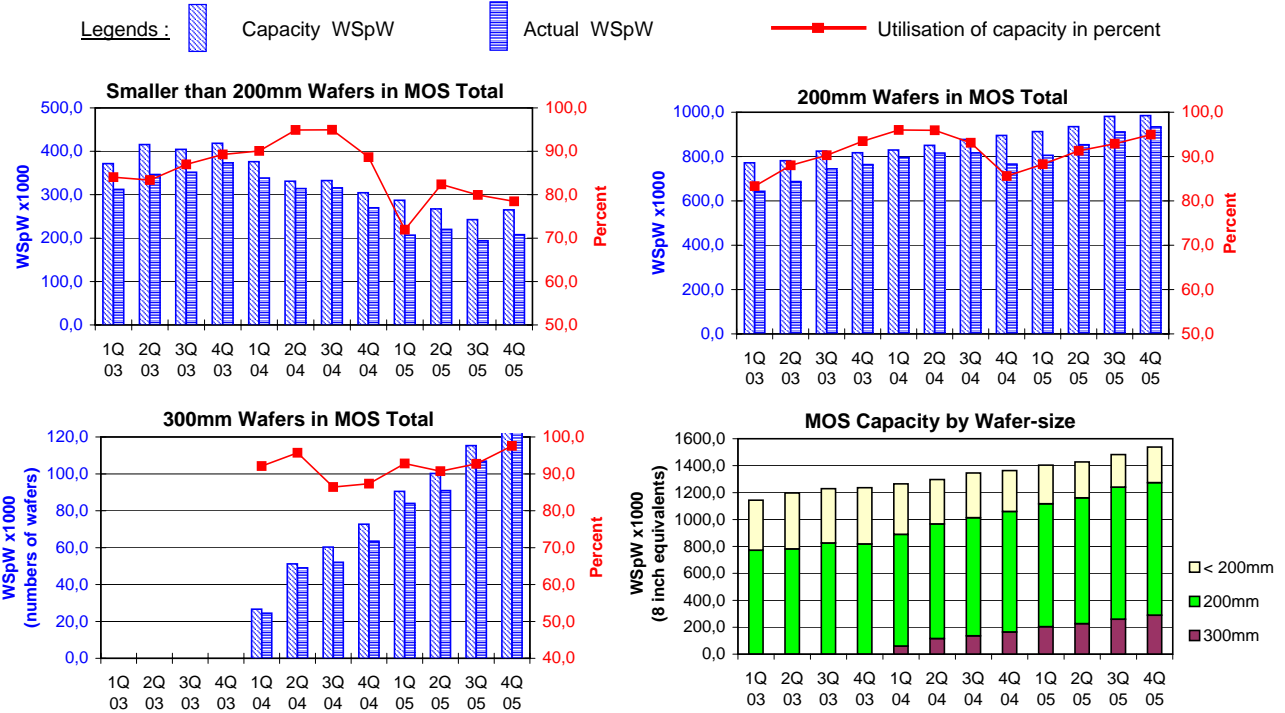 Legends :
Capacity WSpW
Actual WSpW
Utilisation of capacity in percent
Smaller than 200mm Wafers in MOS Total
WSpW x1000
500,0
400,0
300,0
200,0
100,0
0,0
100,0
90,0
80,0
70,0
60,0
50,0
Percent
1Q 2Q 3Q 4Q 1Q 2Q 3Q 4Q 1Q 2Q 3Q 4Q
03 03 03 03 04 04 04 04 05 05 05 05
200mm Wafers in MOS Total
WSpW x1000
1000,0
800,0
600,0
400,0
200,0
0,0
100,0
90,0
80,0
70,0
60,0
50,0
Percent
1Q 2Q 3Q 4Q 1Q 2Q 3Q 4Q 1Q 2Q 3Q 4Q
03 03 03 03 04 04 04 04 05 05 05 05
300mm Wafers in MOS Total
WSpW x1000
(numbers of wafers)
120,0
100,0
80,0
60,0
40,0
20,0
0,0
100,0
90,0
80,0
70,0
60,0
50,0
40,0
Percent
1Q 2Q 3Q 4Q 1Q 2Q 3Q 4Q 1Q 2Q 3Q 4Q
03 03 03 03 04 04 04 04 05 05 05 05
MOS Capacity by Wafer-size
WSpW x1000
(8 inch equivalents)
1600,0
1400,0
1200,0
1000,0
800,0
600,0
400,0
200,0
0,0
1Q 2Q 3Q 4Q 1Q 2Q 3Q 4Q 1Q 2Q 3Q 4Q
03 03 03 03 04 04 04 04 05 05 05 05
< 200mm
200mm
300mm